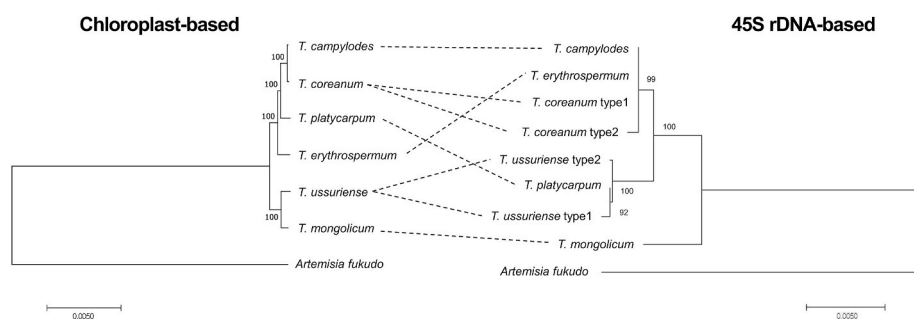 Chloroplast-based
45S rDNA-based
T. campylodes
T. coreanum
T. platycarpum
T. erythrospermum
T. ussuriense
T. mongolicum
Artemisia fukudo
100
100
100
100
0.0050
T. campylodes
T. erythrospermum
T. coreanum type1
T. coreanum type2
T. ussuriense type2
T. platycarpum
T. ussuriense type1
T. mongolicum
Artemisia fukudo
99
100
100
92
0.0050